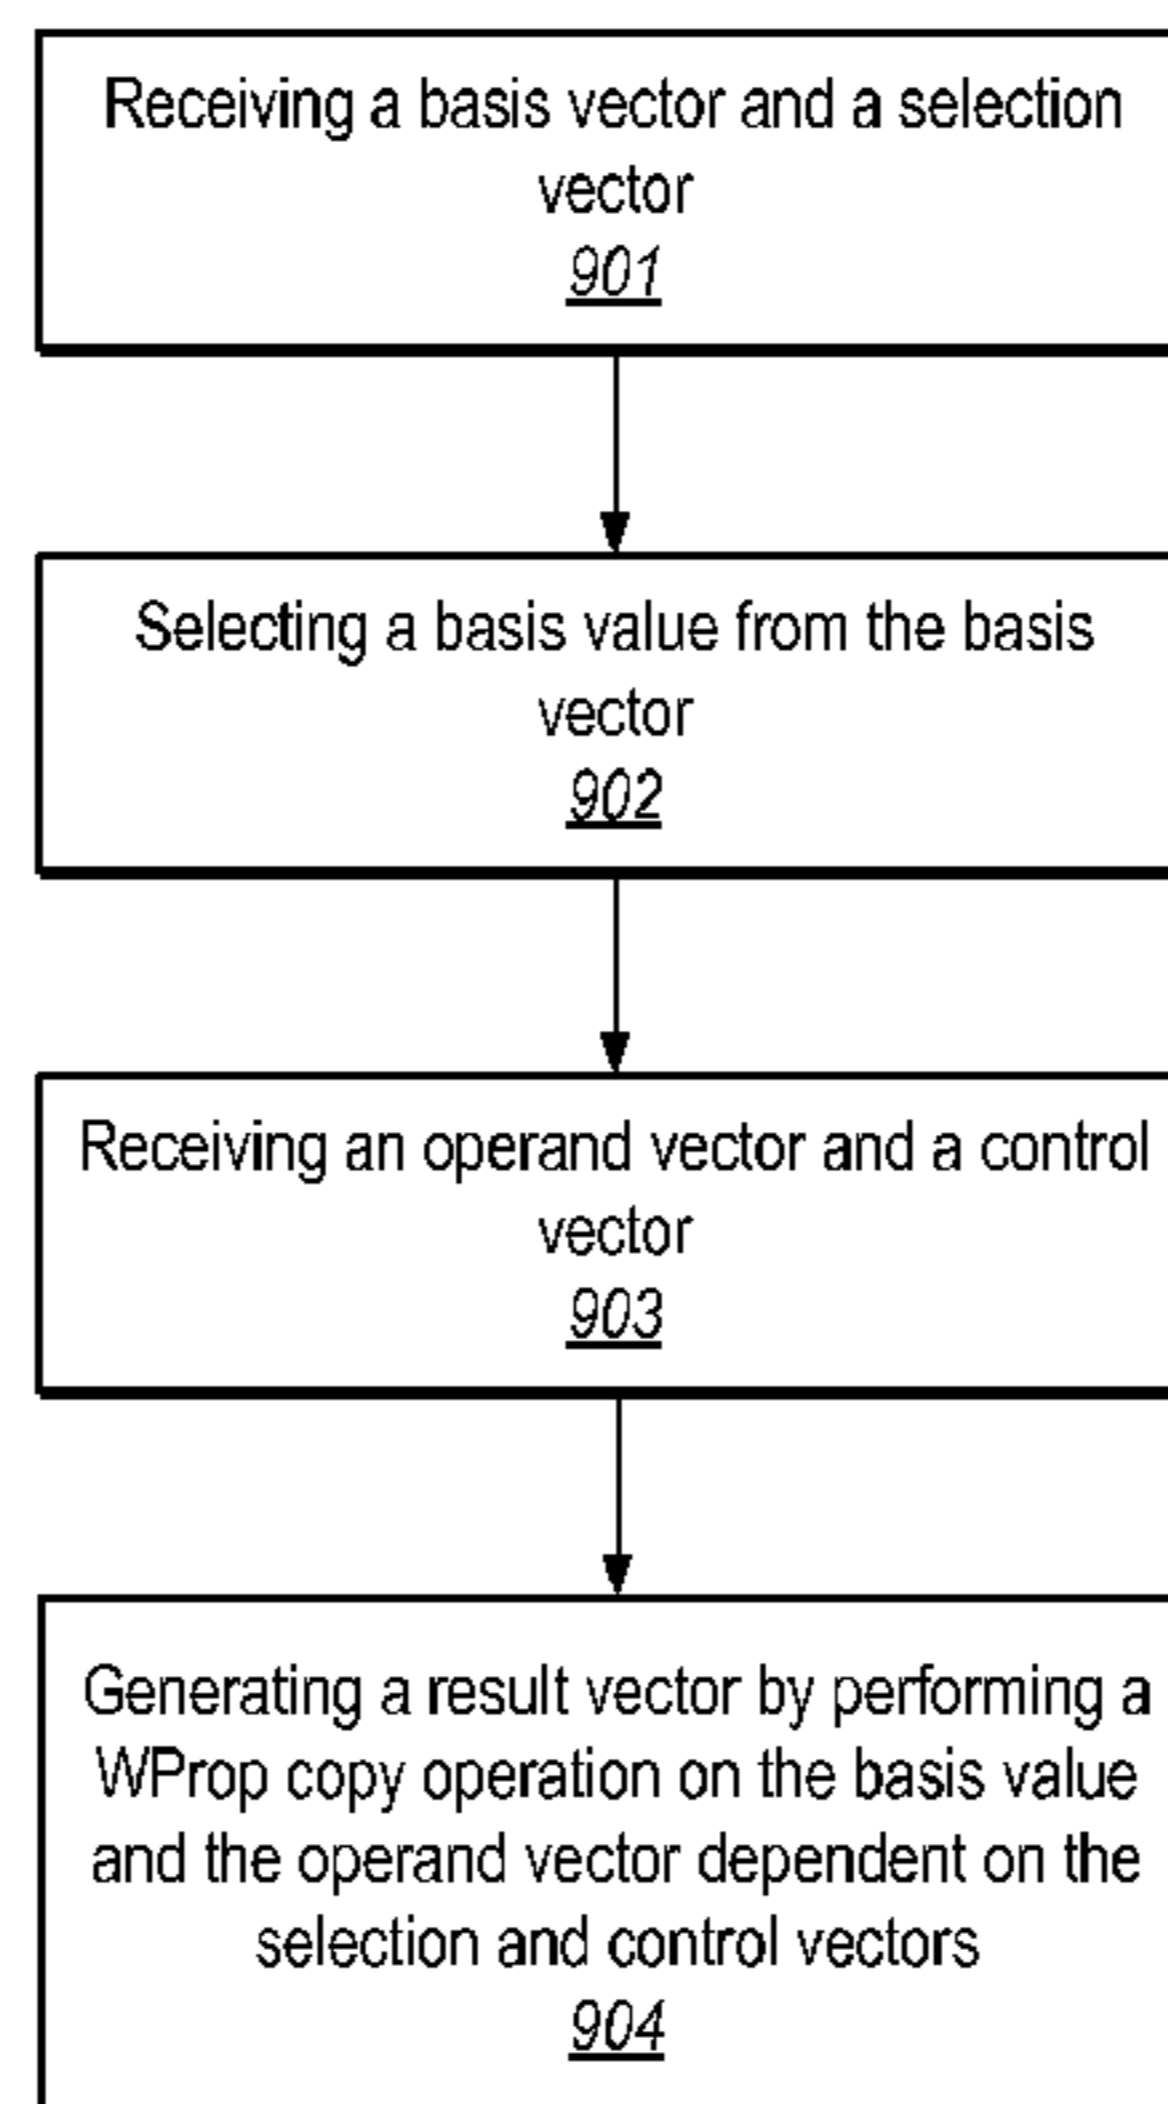 Receiving a basis vector and a selection
vector
901
Selecting a basis value from the basis
vector
902
Receiving an operand vector and a control
vector
903
Generating a result vector by performing a
WProp copy operation on the basis value
and the operand vector dependent on the
selection and control vectors
904